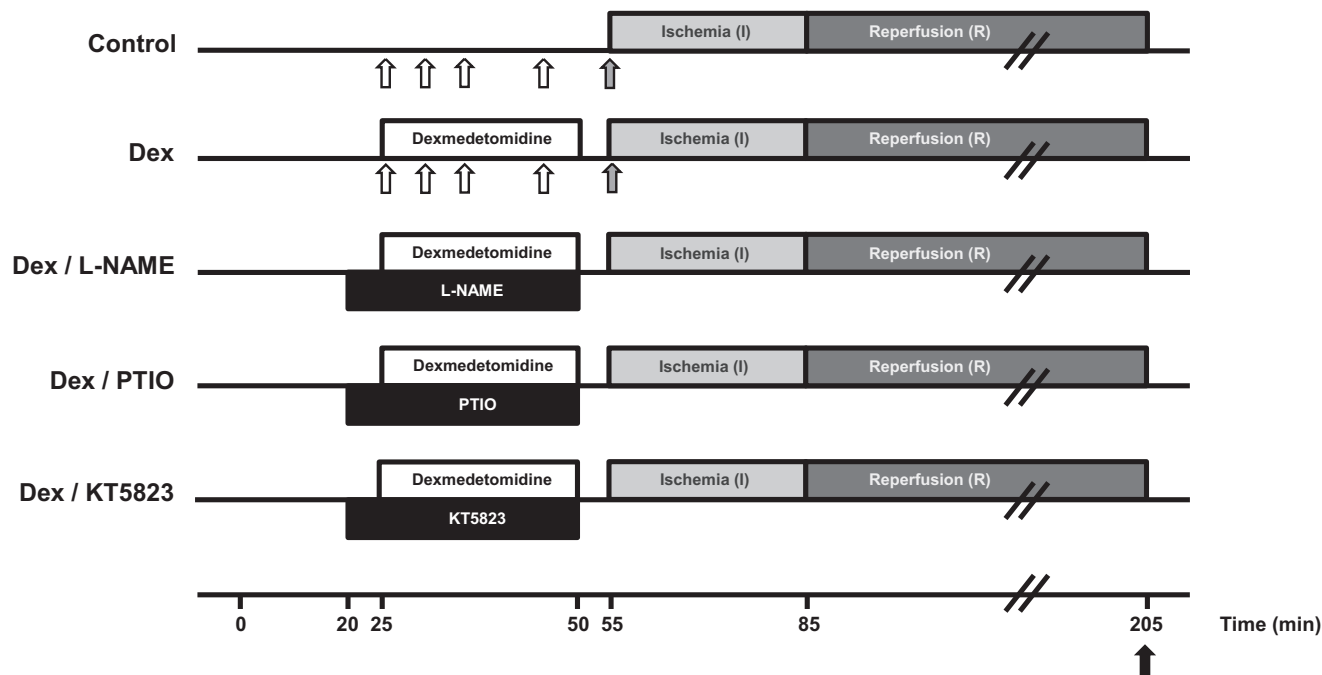 Control Ischemia (I) Reperfusion (R)
Dex Dexmedetomidine Ischemia (I) Reperfusion (R)
Dex / L-NAME Dexmedetomidine Ischemia (I) Reperfusion (R)
L-NAME
Dex / PTIO Dexmedetomidine Ischemia (I) Reperfusion (R)
PTIO
Dex / KT5823 Dexmedetomidine Ischemia (I) Reperfusion (R)
KT5823
0 20 25 50 55 85 205 Time (min)